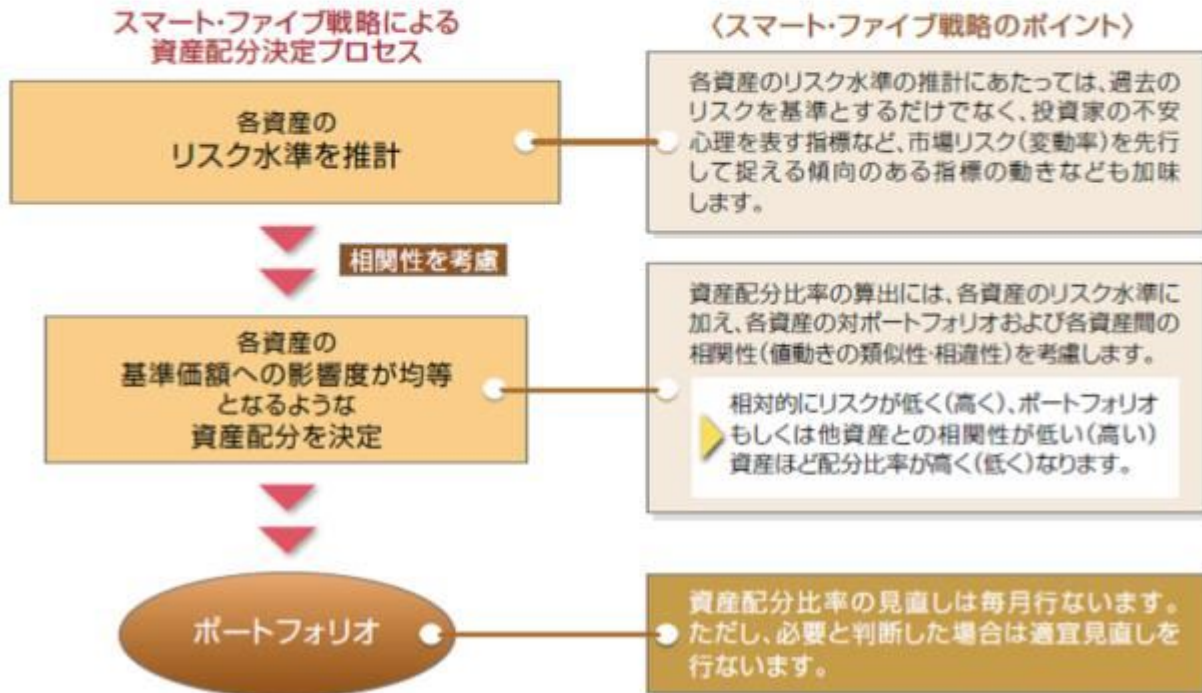 スマート・ファイブ戦略による
資産配分決定プロセス
〈スマート・ファイブ戦略のポイント〉
各資産の
リスク水準を推計
各資産のリスク水準の推計にあたっては、過去の
リスクを基準とするだけでなく、投資家の不安
心理を表す指標など、市場リスク(変動率)を先行
して捉える傾向のある指標の動きなども加味
します。
相関性を考慮
各資産の
基準価額への影響度が均等
となるような
資産配分を決定
資産配分比率の算出には、各資産のリスク水準に
加え、各資産の対ポートフォリオおよび各資産間の
相関性(値動きの類似性・相違性)を考慮します。
相対的にリスクが低く(高く)、ポートフォリオ
もしくは他資産との相関性が低い(高い)
資産ほど配分比率が高く(低く)なります。
ポートフォリオ
資産配分比率の見直しは毎月行ないます。
ただし、必要と判断した場合は適宜見直しを
行ないます。